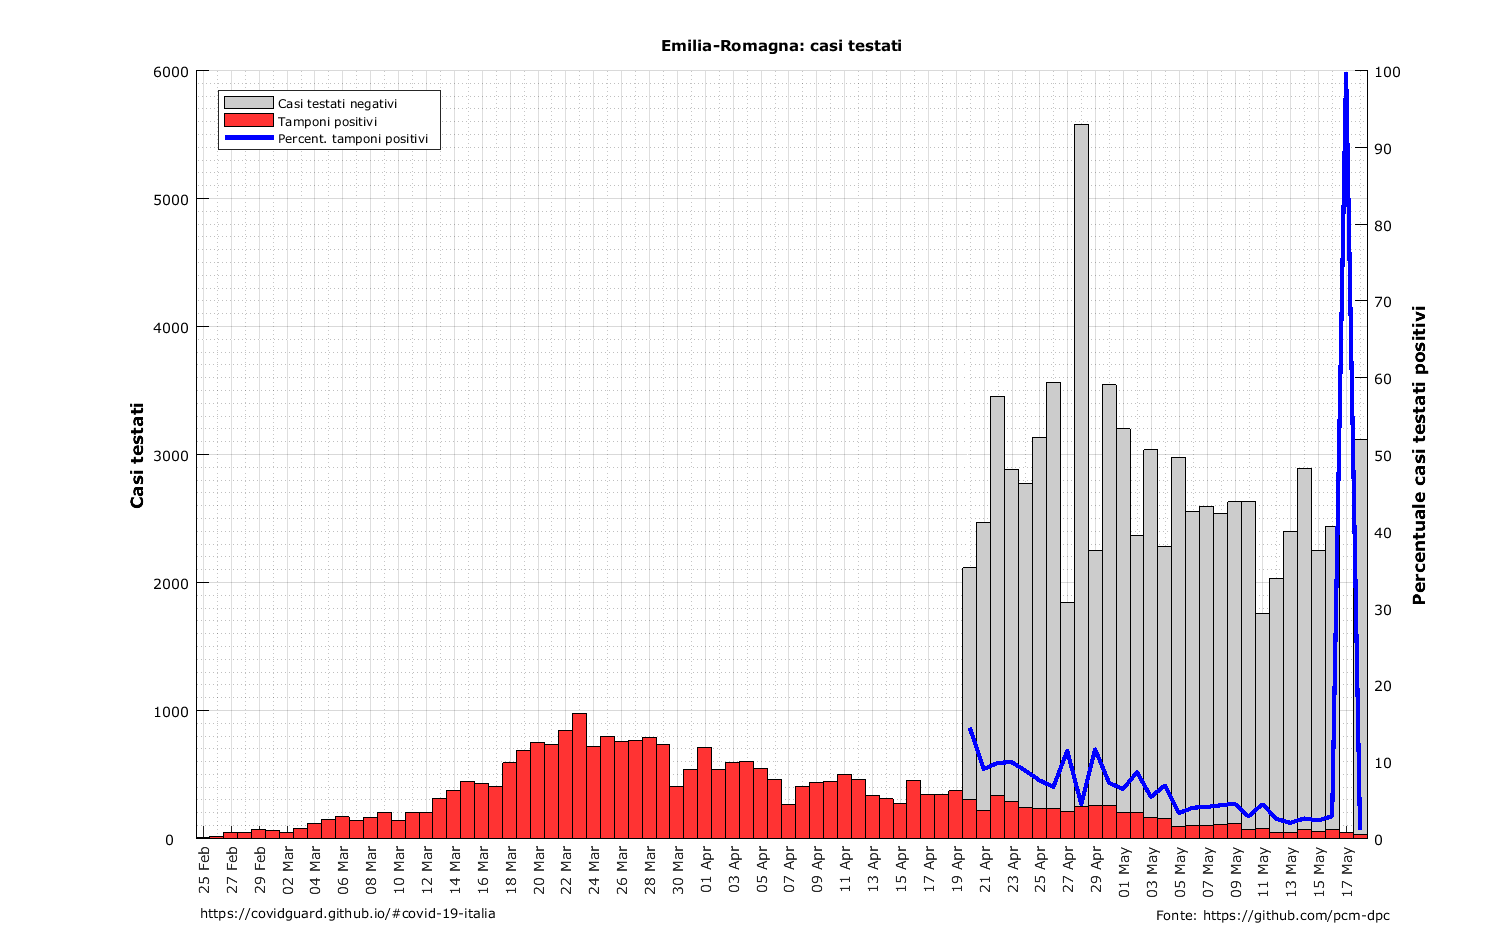 Emilia-Romagna: casi testati
Casi testati negativi
Tamponi positivi
Percent. tamponi positivi
Casi testati
6000
5000
4000
3000
2000
1000
0
100
90
80
70
60
50
40
30
20
10
0
Percentuale casi testati positivi
25 Feb
27 Feb
29 Feb
02 Mar
04 Mar
06 Mar
08 Mar
10 Mar
12 Mar
14 Mar
16 Mar
18 Mar
20 Mar
22 Mar
24 Mar
26 Mar
28 Mar
30 Mar
01 Apr
03 Apr
05 Apr
07 Apr
09 Apr
11 Apr
13 Apr
15 Apr
17 Apr
19 Apr
21 Apr
23 Apr
25 Apr
27 Apr
29 Apr
01 May
03 May
05 May
07 May
09 May
11 May
13 May
15 May
17 May
https://covidguard.github.io/#covid-19-italia
Fonte: https://github.com/pcm-dpc